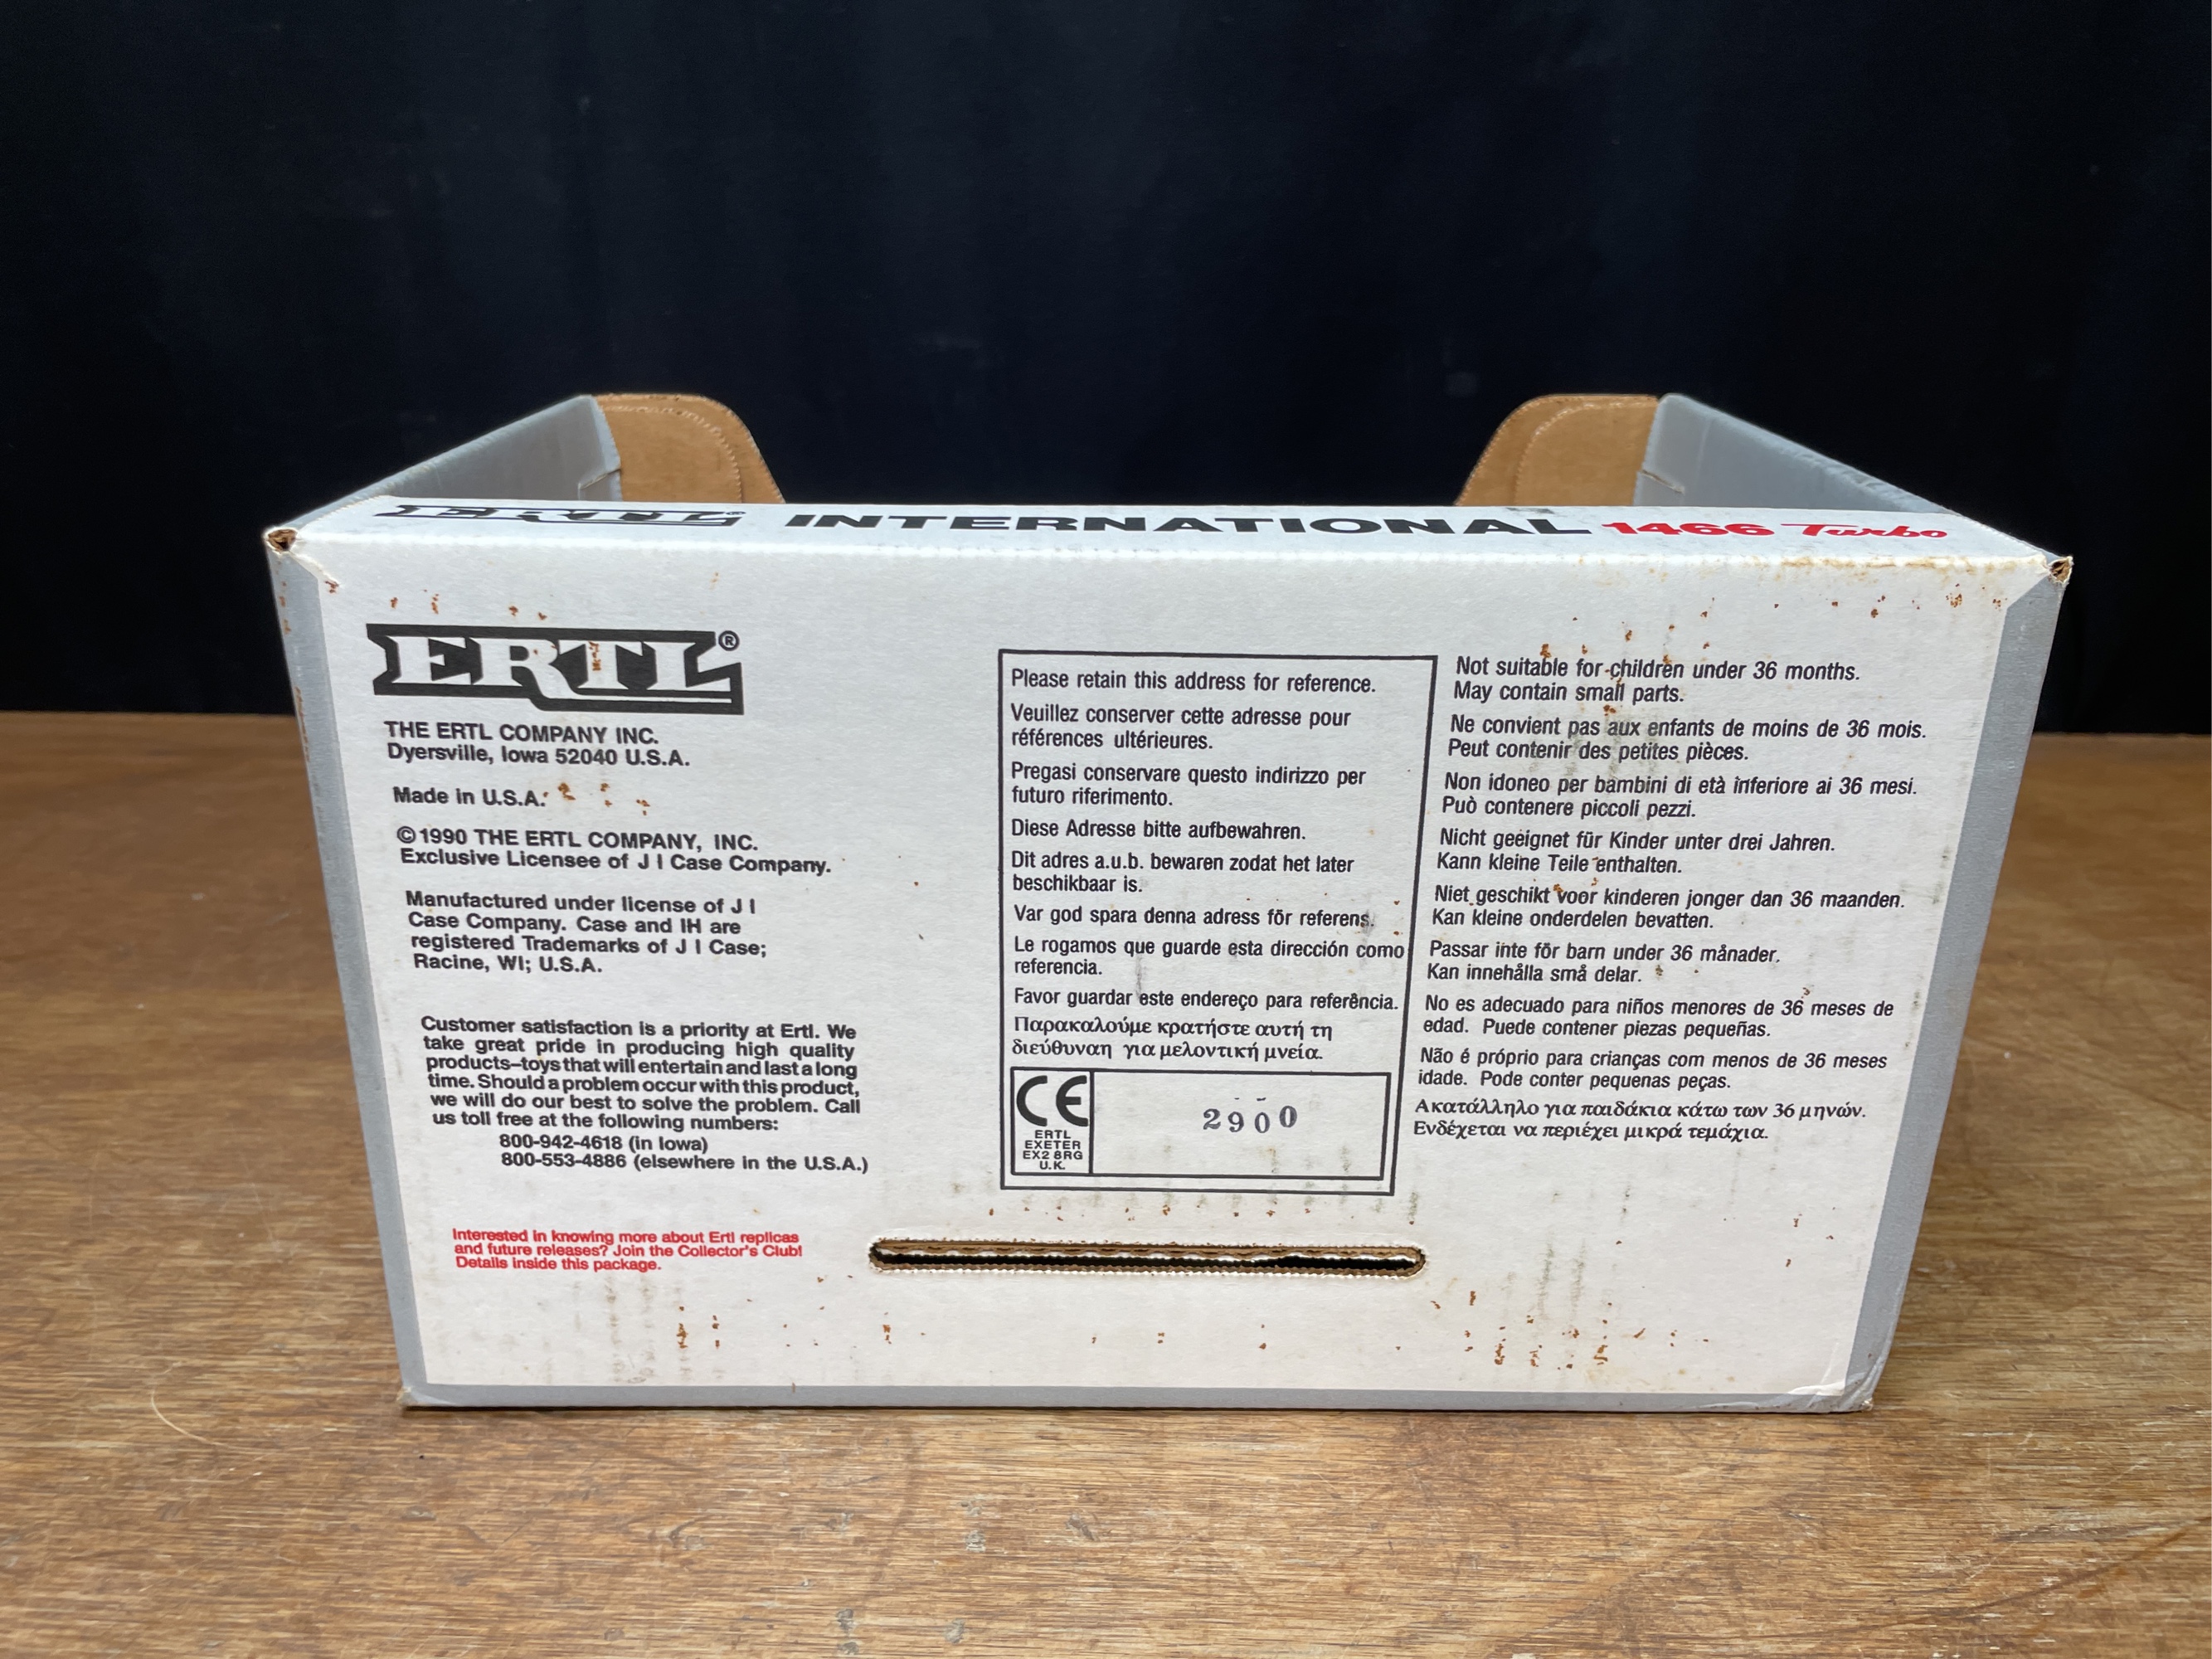 ERTL® INTERNATIONAL 1466 Turbo
ERTL®
THE ERTL COMPANY INC.
Dyersville, Iowa 52040 U.S.A.
Made in U.S.A.
©1990 THE ERTL COMPANY, INC.
Exclusive Licensee of J I Case Company.
Manufactured under license of J I
Case Company. Case and IH are
registered Trademarks of J I Case;
Racine, WI; U.S.A.
Customer satisfaction is a priority at Ertl. We
take great pride in producing high quality
products–toys that will entertain and last a long
time. Should a problem occur with this product,
we will do our best to solve the problem. Call
us toll free at the following numbers:
800-942-4618 (in Iowa)
800-553-4886 (elsewhere in the U.S.A.)
Interested in knowing more about Ertl replicas
and future releases? Join the Collector's Club!
Details inside this package.
Please retain this address for reference.
Veuillez conserver cette adresse pour
références ultérieures.
Pregasi conservare questo indirizzo per
futuro riferimento.
Diese Adresse bitte aufbewahren.
Dit adres a.u.b. bewaren zodat het later
beschikbaar is.
Var god spara denna adress för referens.
Le rogamos que guarde esta dirección como
referencia.
Favor guardar este endereço para referência.
Παρακαλούμε κρατήστε αυτή τη
διεύθυναη για μελοντική μνεία.
CE
ERTL
EXETER
EX2 8RG
U.K.
2900
Not suitable for children under 36 months.
May contain small parts.
Ne convient pas aux enfants de moins de 36 mois.
Peut contenir des petites pièces.
Non idoneo per bambini di età inferiore ai 36 mesi.
Può contenere piccoli pezzi.
Nicht geeignet für Kinder unter drei Jahren.
Kann kleine Teile enthalten.
Niet geschikt voor kinderen jonger dan 36 maanden.
Kan kleine onderdelen bevatten.
Passar inte för barn under 36 månader.
Kan innehålla små delar.
No es adecuado para niños menores de 36 meses de
edad. Puede contener piezas pequeñas.
Não é próprio para crianças com menos de 36 meses
idade. Pode conter pequenas peças.
Ακατάλληλο για παιδάκια κάτω των 36 μηνών.
Ενδέχεται να περιέχει μικρά τεμάχια.